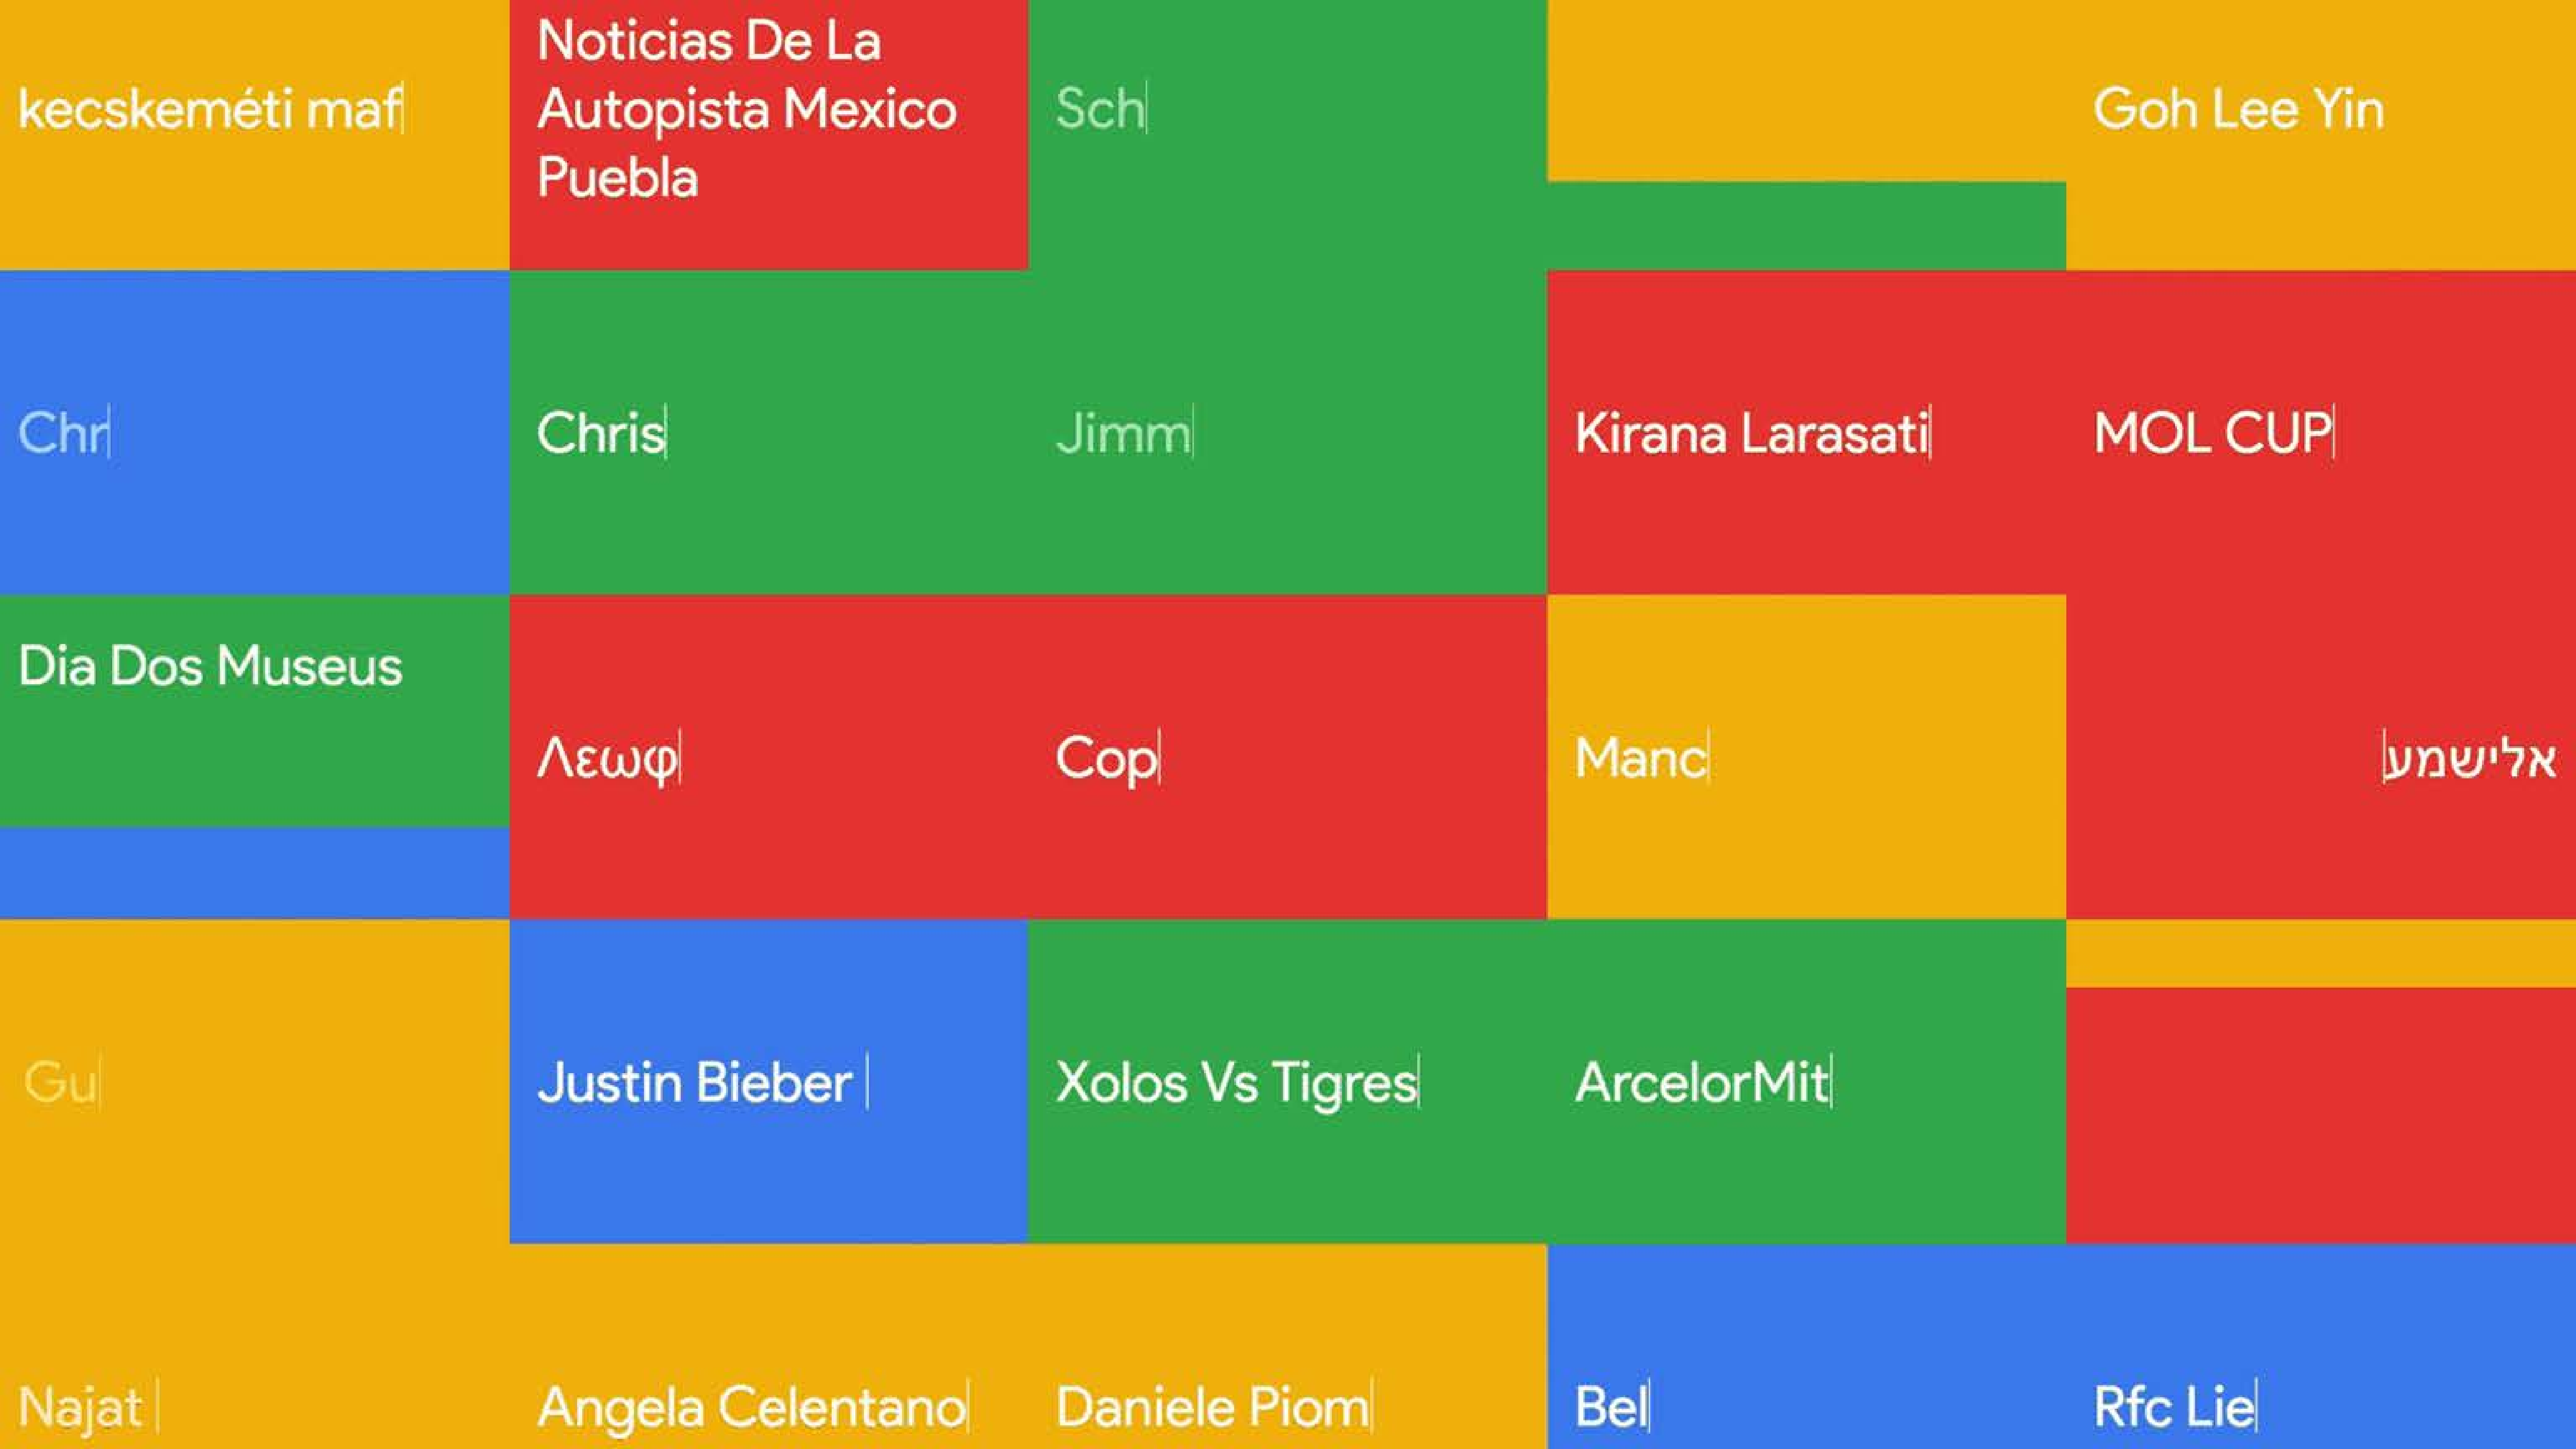 kecskeméti maf
Noticias De La
Autopista Mexico
Puebla
Sch
Goh Lee Yin
Chr
Chris
Jimm
Kirana Larasati
MOL CUP
Dia Dos Museus
Λεωφ
Cop
Manc
אלישמע
Gu
Justin Bieber
Xolos Vs Tigres
ArcelorMit
Najat
Angela Celentano
Daniele Piom
Bel
Rfc Lie